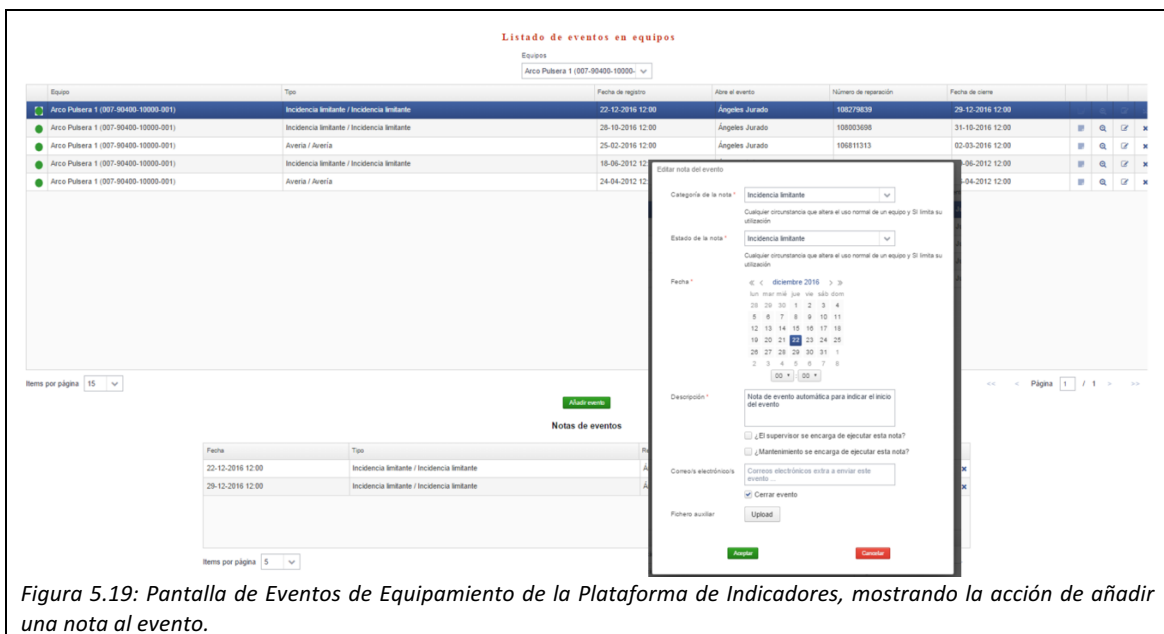 Listado de eventos en equipos
Equipos
Arco Pulsera 1 (007-90400-10000-
Equipo Tipo Fecha de registro Abre el evento Número de reparación Fecha de cierre
Arco Pulsera 1 (007-90400-10000-001) Incidencia limitante / Incidencia limitante 22-12-2016 12:00 Ángeles Jurado 108279839 29-12-2016 12:00
Arco Pulsera 1 (007-90400-10000-001) Incidencia limitante / Incidencia limitante 28-10-2016 12:00 Ángeles Jurado 108003698 31-10-2016 12:00
Arco Pulsera 1 (007-90400-10000-001) Averia / Avería 25-02-2016 12:00 Ángeles Jurado 106811313 02-03-2016 12:00
Arco Pulsera 1 (007-90400-10000-001) Incidencia limitante / Incidencia limitante 18-06-2012 12: -06-2012 12:00
Arco Pulsera 1 (007-90400-10000-001) Averia / Avería 24-04-2012 12: -04-2012 12:00
Editar nota del evento
Categoría de la nota * Incidencia limitante
Cualquier circunstancia que altera el uso normal de un equipo y SI limita su
utilización
Estado de la nota * Incidencia limitante
Cualquier circunstancia que altera el uso normal de un equipo y SI limita su
utilización
Fecha * « < diciembre 2016 > »
lun mar mié jue vie sáb dom
28 29 30 1 2 3 4
5 6 7 8 9 10 11
12 13 14 15 16 17 18
19 20 21 22 23 24 25
26 27 28 29 30 31 1
2 3 4 5 6 7 8
00 : 00
Descripción * Nota de evento automática para indicar el inicio
del evento
¿El supervisor se encarga de ejecutar esta nota?
¿Mantenimiento se encarga de ejecutar esta nota?
Correo/s electrónico/s Correos electrónicos extra a enviar este
evento ...
Cerrar evento
Fichero auxiliar Upload
Aceptar Cancelar
Items por página 15 << < Página 1 / 1 > >>
Añadir evento
Notas de eventos
Fecha Tipo Re
22-12-2016 12:00 Incidencia limitante / Incidencia limitante Á
29-12-2016 12:00 Incidencia limitante / Incidencia limitante Á
Items por página 5
Figura 5.19: Pantalla de Eventos de Equipamiento de la Plataforma de Indicadores, mostrando la acción de añadir
una nota al evento.